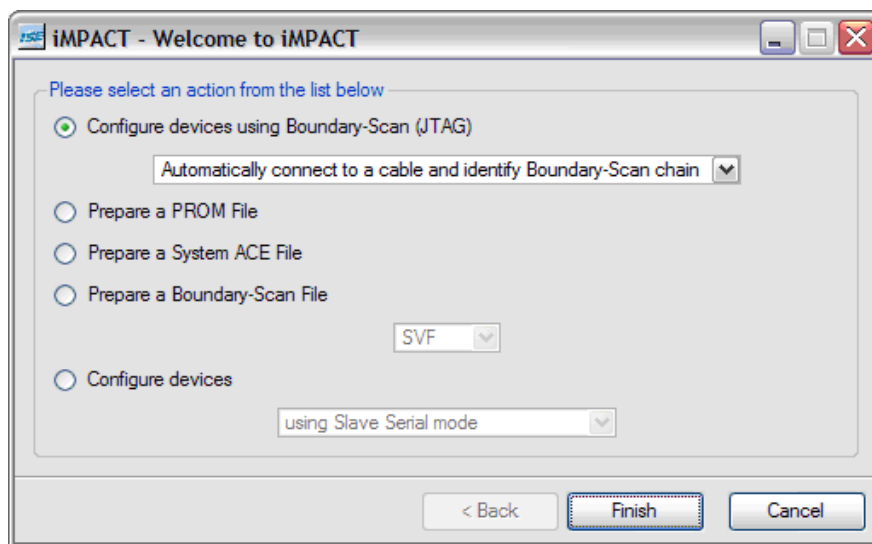 ISE iMPACT - Welcome to iMPACT
Please select an action from the list below
Configure devices using Boundary-Scan (JTAG)
Automatically connect to a cable and identify Boundary-Scan chain
Prepare a PROM File
Prepare a System ACE File
Prepare a Boundary-Scan File
SVF
Configure devices
using Slave Serial mode
< Back Finish Cancel